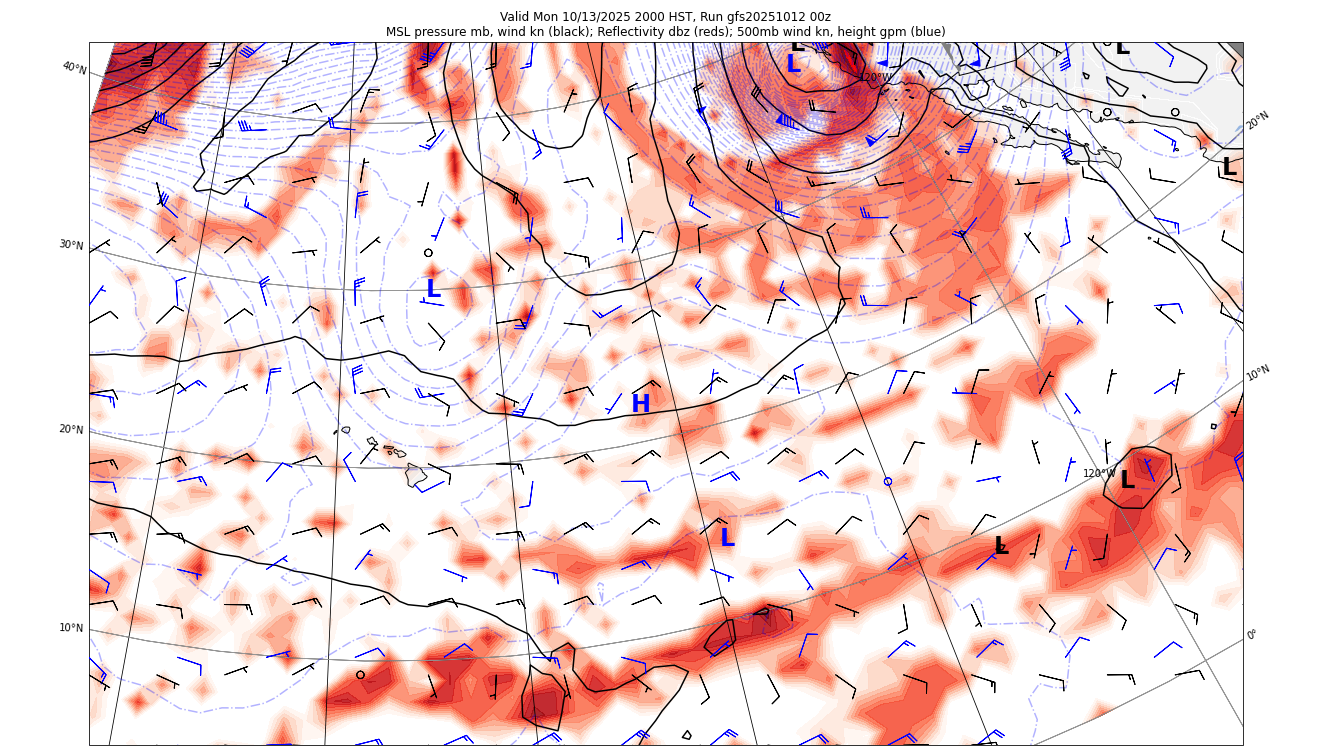 Valid Mon 10/13/2025 2000 HST, Run gfs20251012 00z
MSL pressure mb, wind kn (black); Reflectivity dbz (reds); 500mb wind kn, height gpm (blue)
L L
L
40°N
120°W
20°N
L
30°N
L
10°N
H
20°N
120°W
L
L
L
10°N
0°